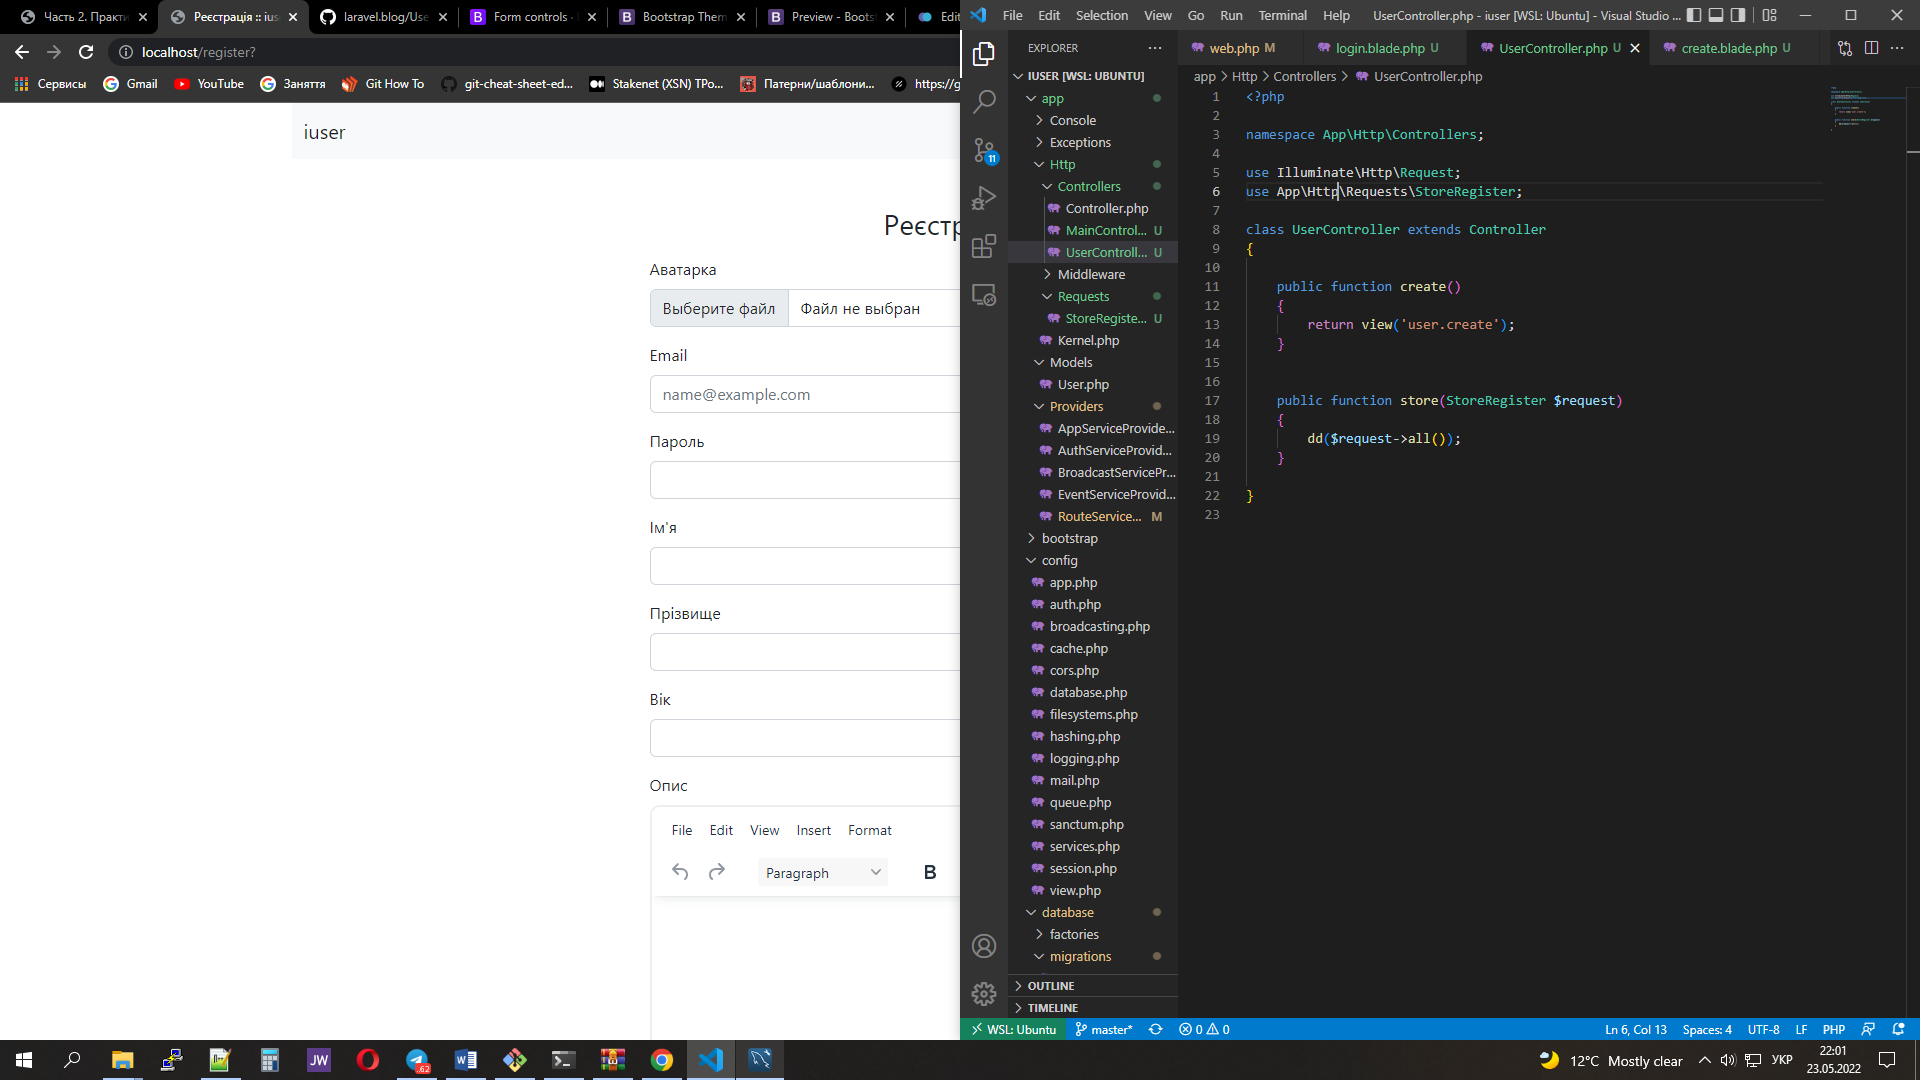 Часть 2. Практи
Реєстрація :: ius
laravel.blog/Use
Form controls ·
Bootstrap Them
Preview - Boots
Edit
localhost/register?
Сервисы
Gmail
YouTube
Заняття
Git How To
git-cheat-sheet-ed...
Stakenet (XSN) TPo...
Патерни/шаблони...
https://g
iuser
Реєстр
Аватарка
Выберите файл
Файл не выбран
Email
name@example.com
Пароль
Ім'я
Прізвище
Вік
Опис
File Edit View Insert Format
Paragraph
B
File Edit Selection View Go Run Terminal Help
UserController.php - iuser [WSL: Ubuntu] - Visual Studio ...
EXPLORER
IUSER [WSL: UBUNTU]
app
Console
Exceptions
Http
Controllers
Controller.php
MainControl... U
UserControll... U
Middleware
Requests
StoreRegiste... U
Kernel.php
Models
User.php
Providers
AppServiceProvide...
AuthServiceProvid...
BroadcastServicePr...
EventServiceProvid...
RouteService... M
bootstrap
config
app.php
auth.php
broadcasting.php
cache.php
cors.php
database.php
filesystems.php
hashing.php
logging.php
mail.php
queue.php
sanctum.php
services.php
session.php
view.php
database
factories
migrations
OUTLINE
TIMELINE
11
web.php M
login.blade.php U
UserController.php U
create.blade.php U
app > Http > Controllers > UserController.php
1 <?php
2
3 namespace App\Http\Controllers;
4
5 use Illuminate\Http\Request;
6 use App\Http\Requests\StoreRegister;
7
8 class UserController extends Controller
9 {
10
11 public function create()
12 {
13 return view('user.create');
14 }
15
16
17 public function store(StoreRegister $request)
18 {
19 dd($request->all());
20 }
21
22 }
23
WSL: Ubuntu
master*
0 0
Ln 6, Col 13
Spaces: 4
UTF-8
LF
PHP
JW
62
12°C Mostly clear
УКР
22:01
23.05.2022